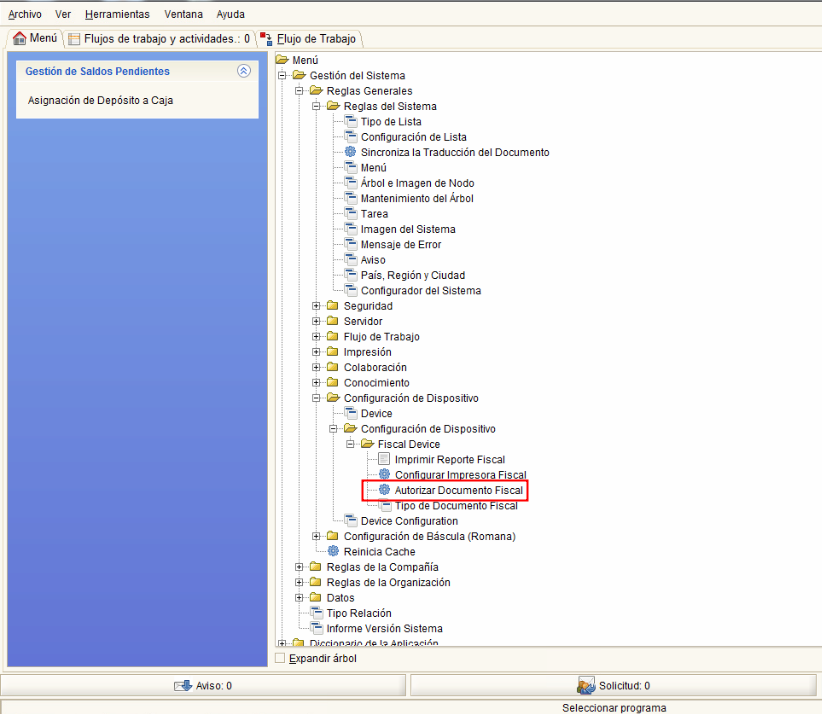 Archivo Ver Herramientas Ventana Ayuda
Menú Flujos de trabajo y actividades.: 0 Flujo de Trabajo
Gestión de Saldos Pendientes
Asignación de Depósito a Caja
Menú
Gestión del Sistema
Reglas Generales
Reglas del Sistema
Tipo de Lista
Configuración de Lista
Sincroniza la Traducción del Documento
Menú
Árbol e Imagen de Nodo
Mantenimiento del Árbol
Tarea
Imagen del Sistema
Mensaje de Error
Aviso
País, Región y Ciudad
Configurador del Sistema
Seguridad
Servidor
Flujo de Trabajo
Impresión
Colaboración
Conocimiento
Configuración de Dispositivo
Device
Configuración de Dispositivo
Fiscal Device
Imprimir Reporte Fiscal
Configurar Impresora Fiscal
Autorizar Documento Fiscal
Tipo de Documento Fiscal
Device Configuration
Configuración de Báscula (Romana)
Reinicia Cache
Reglas de la Compañía
Reglas de la Organización
Datos
Tipo Relación
Informe Versión Sistema
Diccionario de la Aplicación
Expandir árbol
Aviso: 0 Solicitud: 0
Seleccionar programa